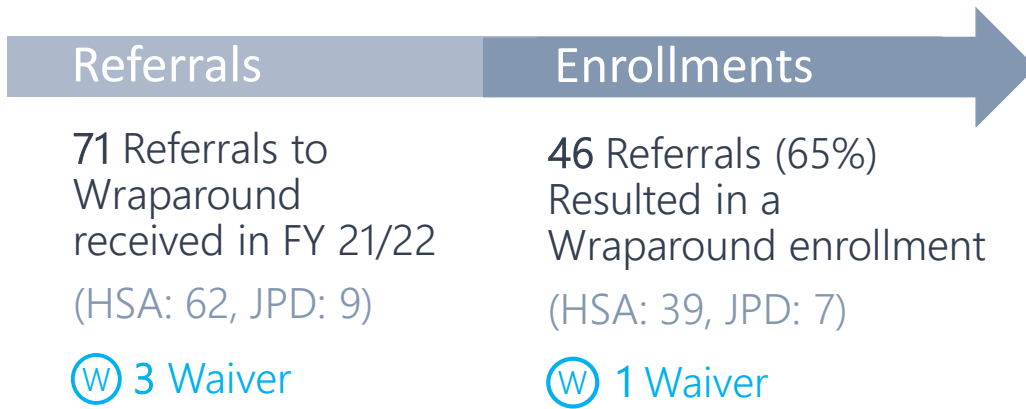 Referrals
71 Referrals to
Wraparound
received in FY 21/22
(HSA: 62, JPD: 9)
W 3 Waiver
Enrollments
46 Referrals (65%)
Resulted in a
Wraparound enrollment
(HSA: 39, JPD: 7)
W 1 Waiver